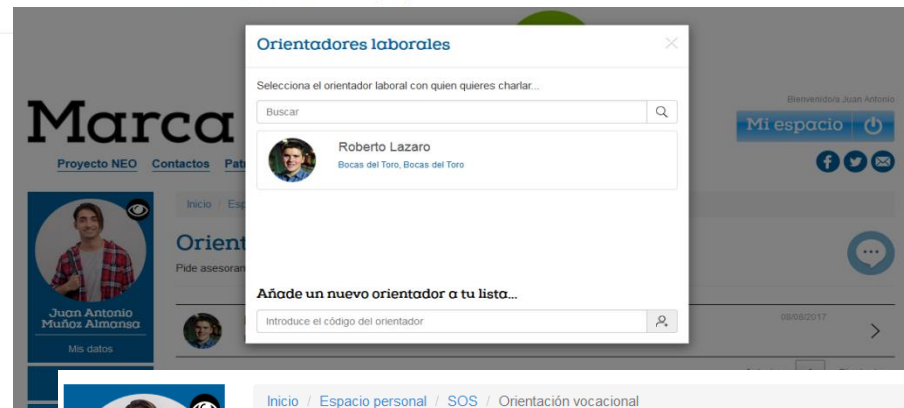 Orientadores laborales
Selecciona el orientador laboral con quien quieres charlar...
Buscar
Roberto Lazaro
Bocas del Toro, Bocas del Toro
Añade un nuevo orientador a tu lista...
Introduce el código del orientador
Marca
Bienvenido/a Juan Antonio
Mi espacio
Proyecto NEO Contactos
Inicio /
Orient
Pide asesoran
Juan Antonio
Muñoz Almansa
Mis datos
08/08/2017
Inicio / Espacio personal / SOS / Orientación vocacional